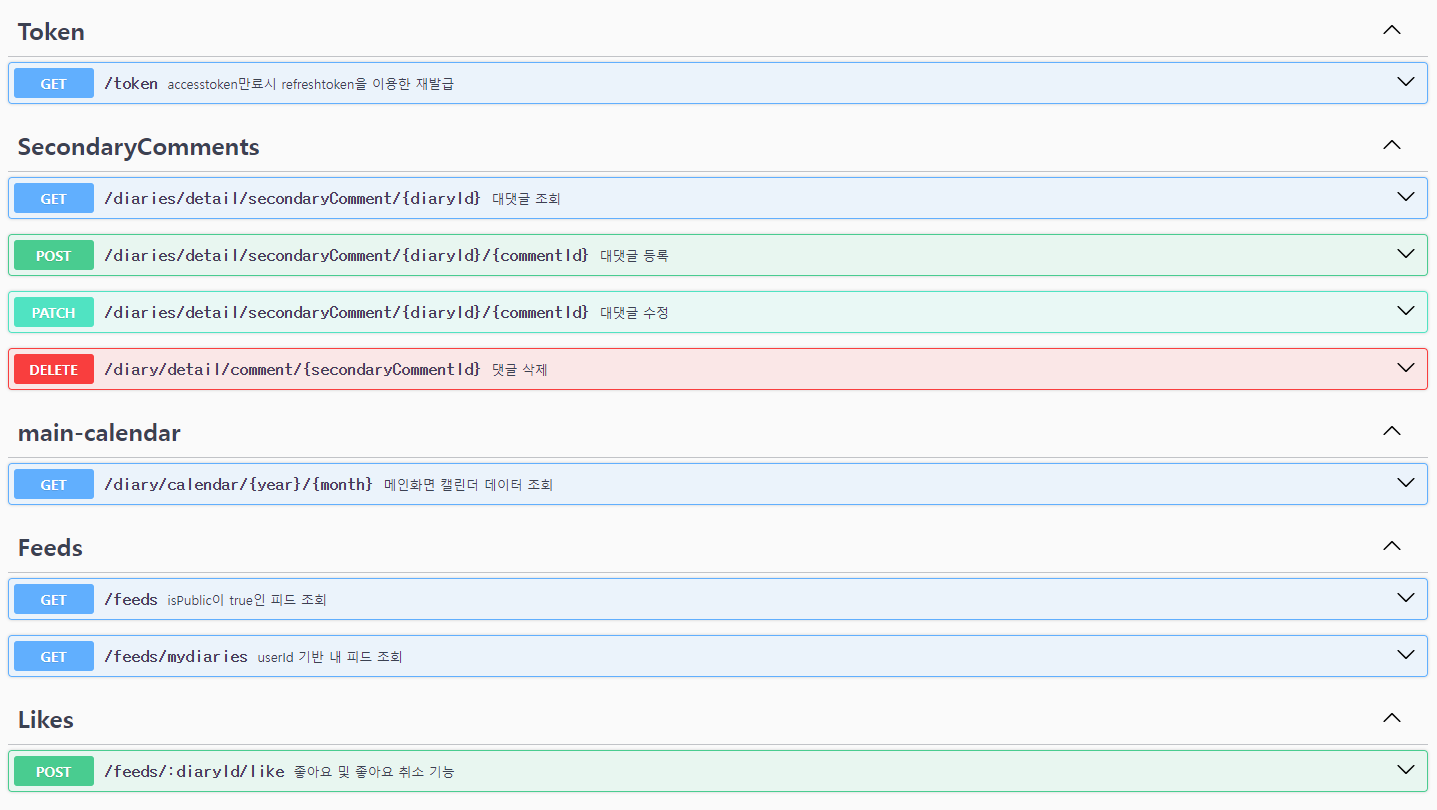 Token
GET /token accesstoken만료시 refreshtoken을 이용한 재발급
SecondaryComments
GET /diaries/detail/secondaryComment/{diaryId} 대댓글 조회
POST /diaries/detail/secondaryComment/{diaryId}/{commentId} 대댓글 등록
PATCH /diaries/detail/secondaryComment/{diaryId}/{commentId} 대댓글 수정
DELETE /diary/detail/comment/{secondaryCommentId} 댓글 삭제
main-calendar
GET /diary/calendar/{year}/{month} 메인화면 캘린더 데이터 조회
Feeds
GET /feeds isPublic이 true인 피드 조회
GET /feeds/mydiaries userId 기반 내 피드 조회
Likes
POST /feeds/:diaryId/like 좋아요 및 좋아요 취소 기능